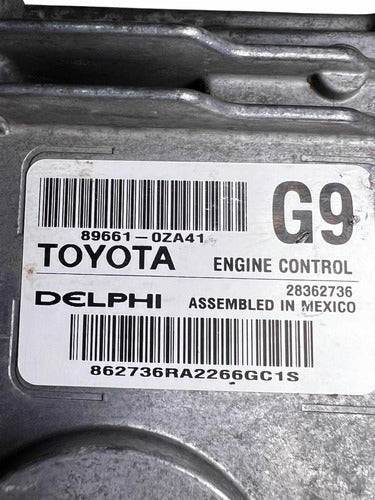 G9
89661-0ZA41
TOYOTA ENGINE CONTROL
28362736
DELPHI ASSEMBLED IN MEXICO
862736RA2266GC1S